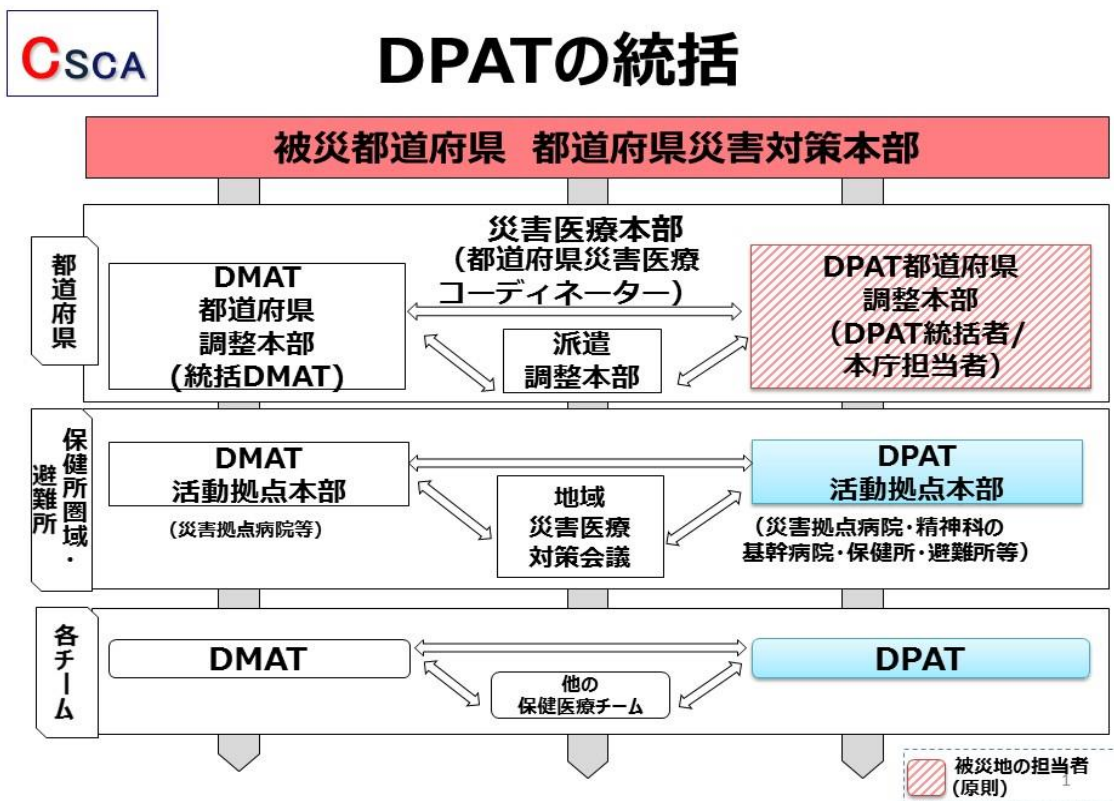 CSCA
DPATの統括
被災都道府県 都道府県災害対策本部
都道府県
災害医療本部
(都道府県災害医療
コーディネーター)
DMAT
都道府県
調整本部
(統括DMAT)
派遣
調整本部
DPAT都道府県
調整本部
(DPAT統括者/
本庁担当者)
保健所圏域・
避難所
DMAT
活動拠点本部
(災害拠点病院等)
地域
災害医療
対策会議
DPAT
活動拠点本部
(災害拠点病院・精神科の
基幹病院・保健所・避難所等)
各チーム
DMAT
他の
保健医療チーム
DPAT
被災地の担当者
(原則)
1